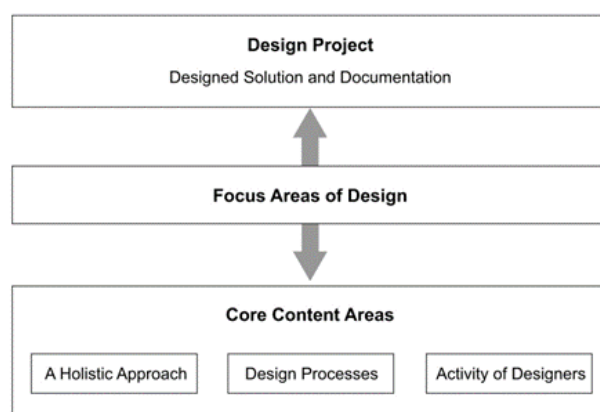 Design Project
Designed Solution and Documentation
Focus Areas of Design
Core Content Areas
A Holistic Approach
Design Processes
Activity of Designers